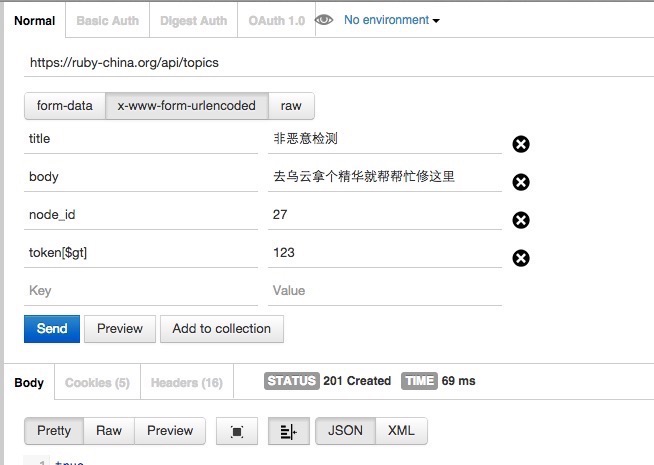 Normal Basic Auth Digest Auth OAuth 1.0 No environment
https://ruby-china.org/api/topics
form-data x-www-form-urlencoded raw
title 非恶意检测
body 去乌云拿个精华就帮帮忙修这里
node_id 27
token[$gt] 123
Key Value
Send Preview Add to collection
Body Cookies (5) Headers (16) STATUS 201 Created TIME 69 ms
Pretty Raw Preview JSON XML
1 true